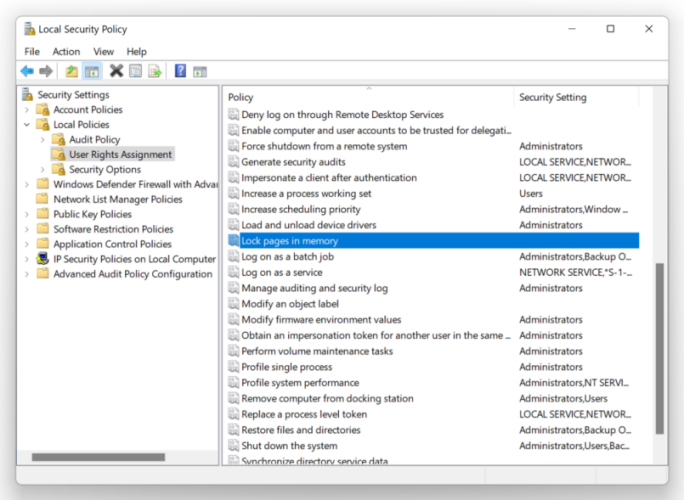 Local Security Policy
File Action View Help
Security Settings
Account Policies
Local Policies
Audit Policy
User Rights Assignment
Security Options
Windows Defender Firewall with Advai
Network List Manager Policies
Public Key Policies
Software Restriction Policies
Application Control Policies
IP Security Policies on Local Computer
Advanced Audit Policy Configuration
Policy Security Setting
Deny log on through Remote Desktop Services
Enable computer and user accounts to be trusted for delegati...
Force shutdown from a remote system Administrators
Generate security audits LOCAL SERVICE,NETWOR...
Impersonate a client after authentication LOCAL SERVICE,NETWOR...
Increase a process working set Users
Increase scheduling priority Administrators,Window ...
Load and unload device drivers Administrators
Lock pages in memory
Log on as a batch job Administrators,Backup O...
Log on as a service NETWORK SERVICE,*S-1-...
Manage auditing and security log Administrators
Modify an object label
Modify firmware environment values Administrators
Obtain an impersonation token for another user in the same ... Administrators
Perform volume maintenance tasks Administrators
Profile single process Administrators
Profile system performance Administrators,NT SERVI...
Remove computer from docking station Administrators,Users
Replace a process level token LOCAL SERVICE,NETWOR...
Restore files and directories Administrators,Backup O...
Shut down the system Administrators,Users,Bac...
Synchronize directory service data